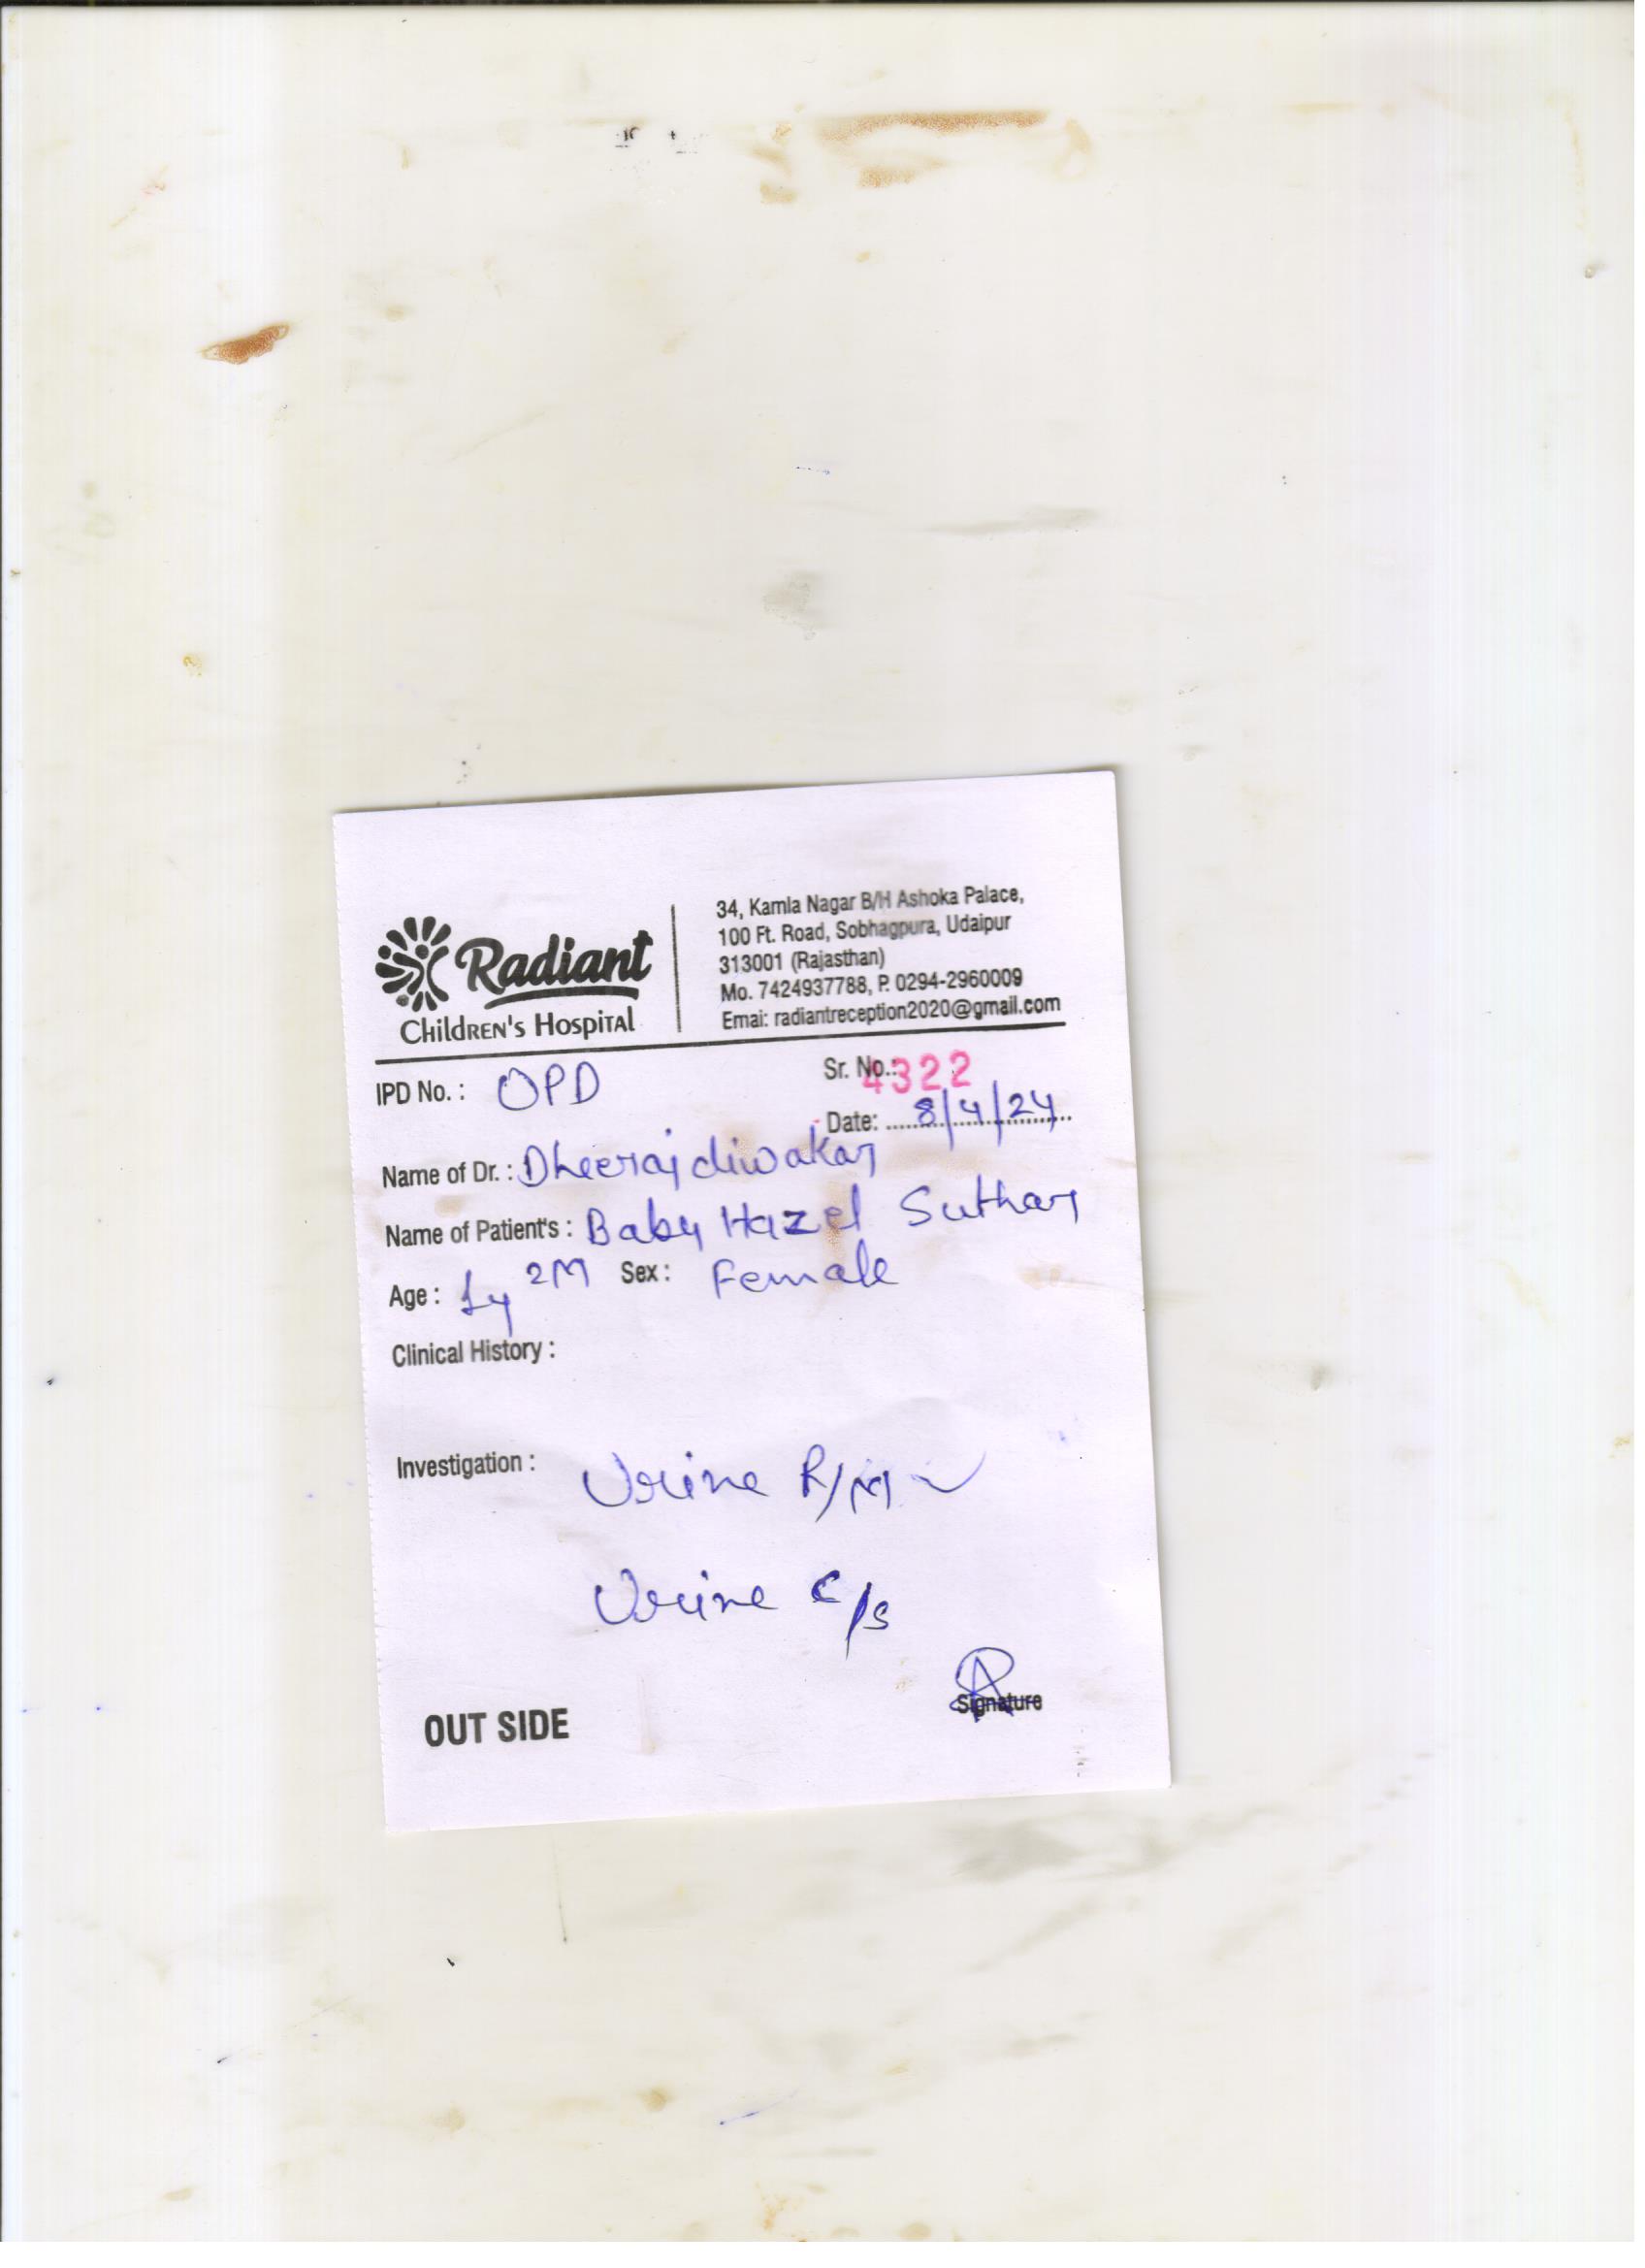 Radiant
Children's Hospital
34, Kamla Nagar B/H Ashoka Palace,
100 Ft. Road, Sobhagpura, Udaipur
313001 (Rajasthan)
Mo. 7424937788, P. 0294-2960009
Emai: radiantreception2020@gmail.com
IPD No. : OPD Sr. No.: 4322
Date: 8/4/24
Name of Dr. : Dheeraj diwakar
Name of Patient's : Baby Hazel Suthar
Age : 1y 2M Sex : Female
Clinical History :
Investigation : Urine R/M ✓
Urine C/S
Signature
OUT SIDE